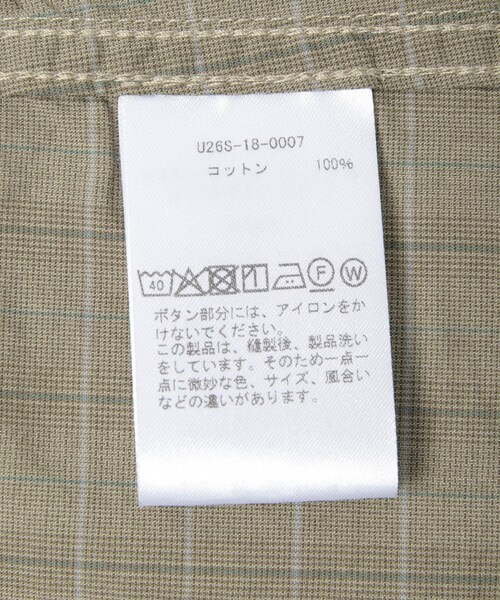 U26S-18-0007
コットン 100%
40 F W
ボタン部分には、アイロンをか
けないでください。
この製品は、縫製後、製品洗い
をしています。そのため一点一
点に微妙な色、サイズ、風合い
などの違いがあります。